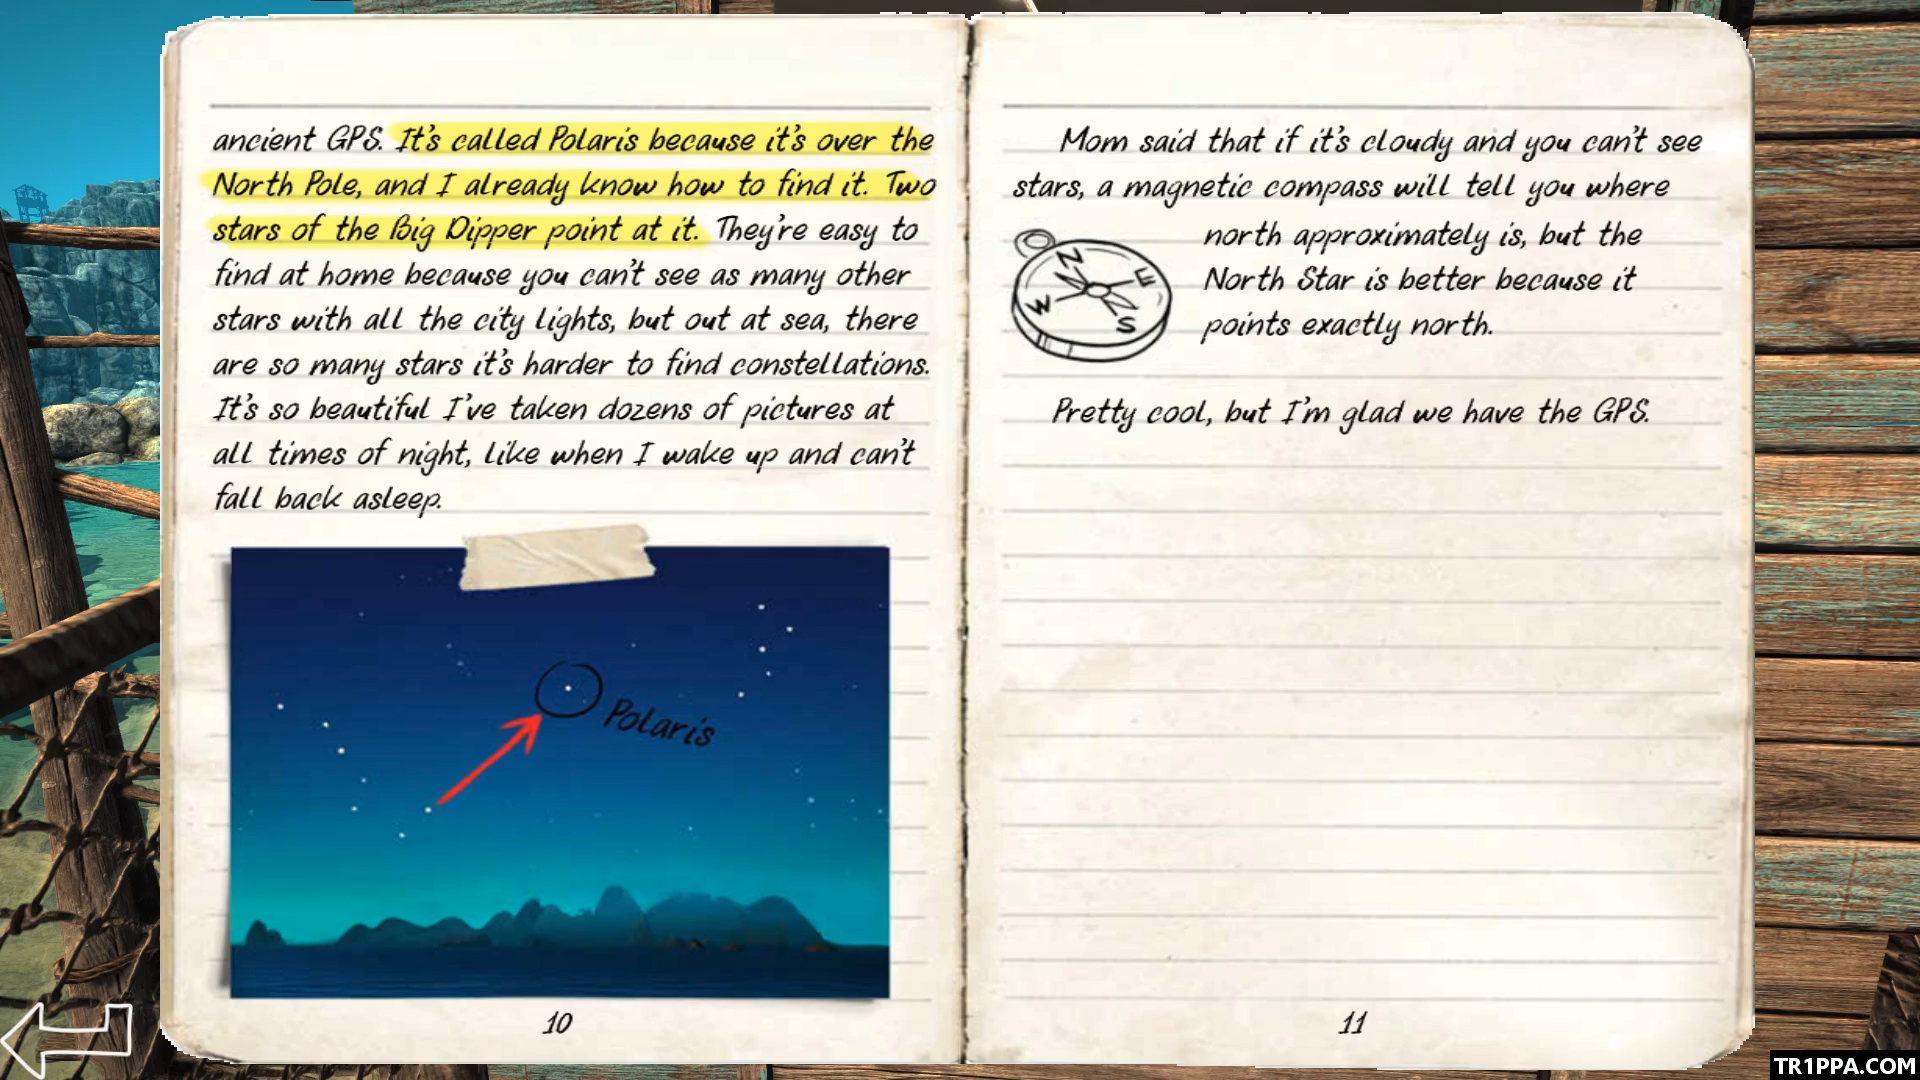 ancient GPS. It's called Polaris because it's over the
North Pole, and I already know how to find it. Two
stars of the Big Dipper point at it. They're easy to
find at home because you can't see as many other
stars with all the city lights, but out at sea, there
are so many stars it's harder to find constellations.
It's so beautiful I've taken dozens of pictures at
all times of night, like when I wake up and can't
fall back asleep.
Polaris
10
Mom said that if it's cloudy and you can't see
stars, a magnetic compass will tell you where
north approximately is, but the
North Star is better because it
points exactly north.
N
E
W
S
Pretty cool, but I'm glad we have the GPS.
11
TR1PPA.COM